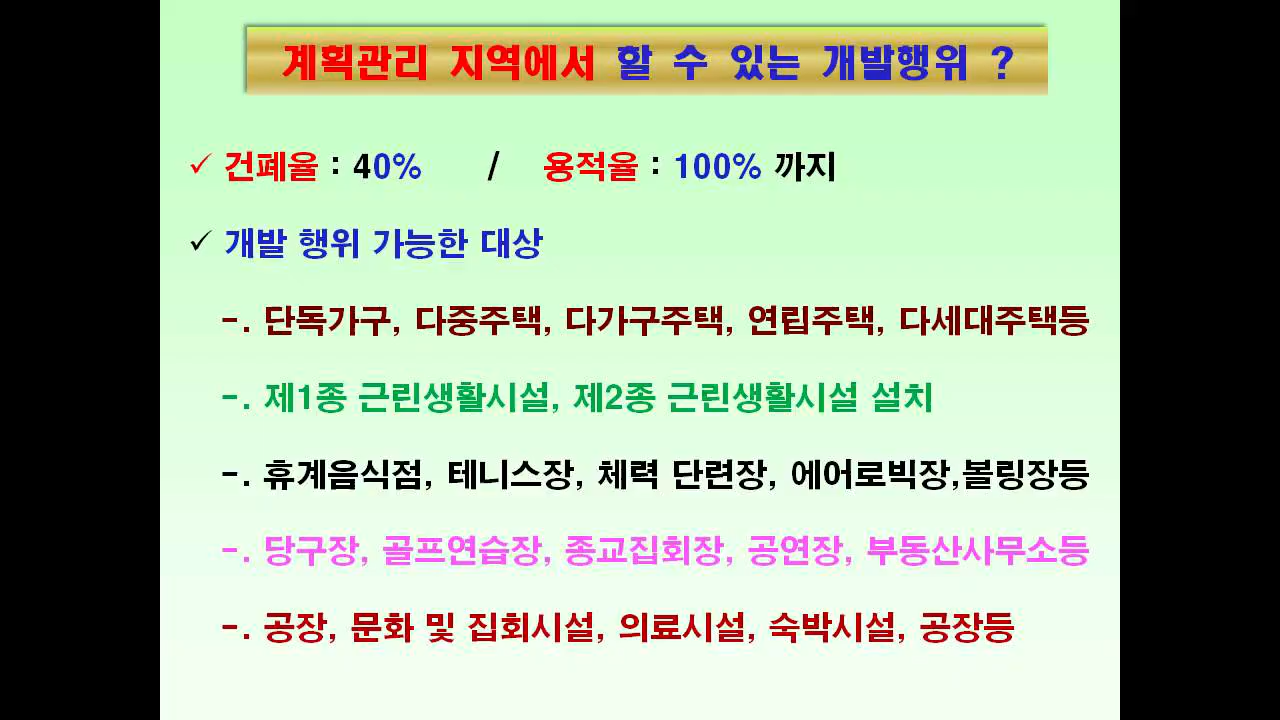 계획관리 지역에서 할 수 있는 개발행위 ?
✓ 건폐율 : 40% / 용적율 : 100% 까지
✓ 개발 행위 가능한 대상
-. 단독가구, 다중주택, 다가구주택, 연립주택, 다세대주택등
-. 제1종 근린생활시설, 제2종 근린생활시설 설치
-. 휴계음식점, 테니스장, 체력 단련장, 에어로빅장,볼링장등
-. 당구장, 골프연습장, 종교집회장, 공연장, 부동산사무소등
-. 공장, 문화 및 집회시설, 의료시설, 숙박시설, 공장등